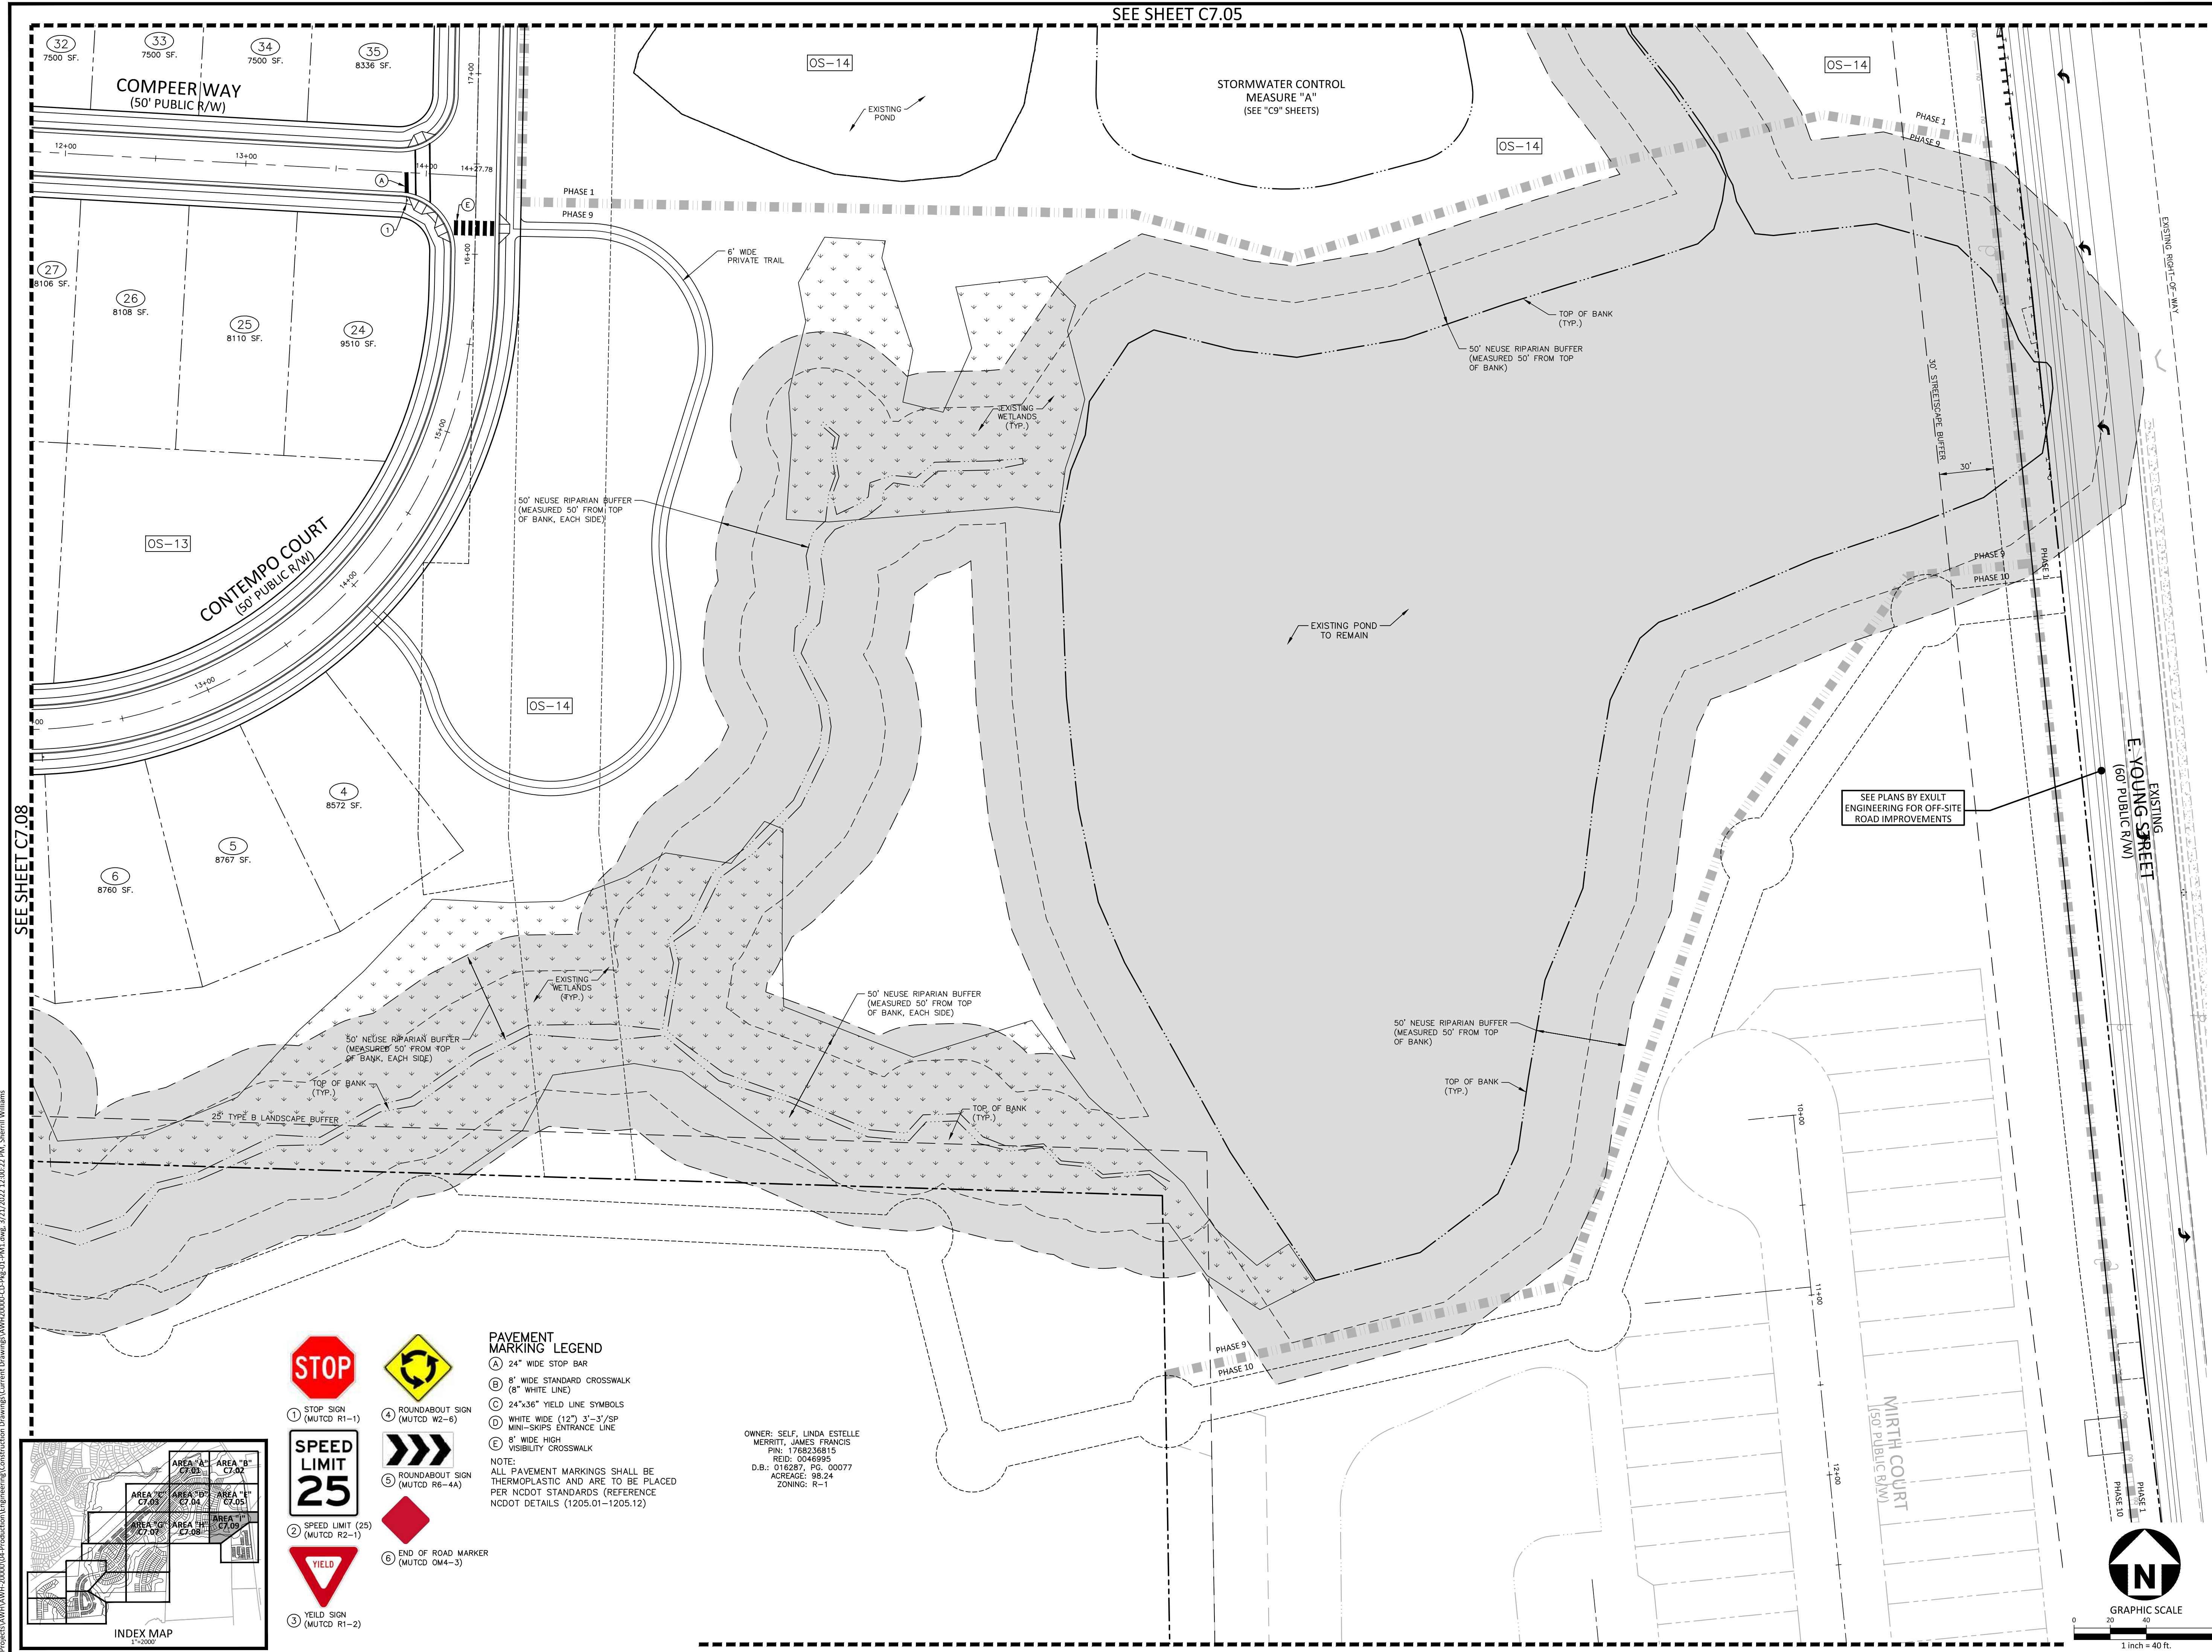 SEE SHEET C7.05
32
7500 SF.
33
7500 SF.
34
7500 SF.
35
8336 SF.
COMPEER WAY
(50' PUBLIC R/W)
12+00
13+00
14+00
14+27.78
17+00
16+00
15+00
14+00
13+00
A
1
E
27
8106 SF.
26
8108 SF.
25
8110 SF.
24
9510 SF.
OS-13
CONTEMPO COURT
(50' PUBLIC R/W)
4
8572 SF.
5
8767 SF.
6
8760 SF.
SEE SHEET C7.08
OS-14
EXISTING
POND
STORMWATER CONTROL
MEASURE "A"
(SEE "C9" SHEETS)
OS-14
OS-14
PHASE 1
PHASE 9
PHASE 1
PHASE 9
6' WIDE
PRIVATE TRAIL
TOP OF BANK
(TYP.)
50' NEUSE RIPARIAN BUFFER
(MEASURED 50' FROM TOP
OF BANK)
EXISTING
WETLANDS
(TYP.)
50' NEUSE RIPARIAN BUFFER
(MEASURED 50' FROM TOP
OF BANK, EACH SIDE)
OS-14
EXISTING POND
TO REMAIN
EXISTING RIGHT-OF-WAY
30' STREETSCAPE BUFFER
30'
PHASE 9
PHASE 10
PHASE 1
SEE PLANS BY EXULT
ENGINEERING FOR OFF-SITE
ROAD IMPROVEMENTS
EXISTING
E. YOUNG STREET
(60' PUBLIC R/W)
EXISTING
WETLANDS
(TYP.)
50' NEUSE RIPARIAN BUFFER
(MEASURED 50' FROM TOP
OF BANK, EACH SIDE)
50' NEUSE RIPARIAN BUFFER
(MEASURED 50' FROM TOP
OF BANK, EACH SIDE)
TOP OF BANK
(TYP.)
25' TYPE B LANDSCAPE BUFFER
TOP OF BANK
(TYP.)
50' NEUSE RIPARIAN BUFFER
(MEASURED 50' FROM TOP
OF BANK)
TOP OF BANK
(TYP.)
10+00
11+00
12+00
MIRTH COURT
(50' PUBLIC R/W)
PHASE 9
PHASE 10
PHASE 1
PHASE 10
STOP
1 STOP SIGN
(MUTCD R1-1)
SPEED
LIMIT
25
2 SPEED LIMIT (25)
(MUTCD R2-1)
YIELD
3 YEILD SIGN
(MUTCD R1-2)
4 ROUNDABOUT SIGN
(MUTCD W2-6)
5 ROUNDABOUT SIGN
(MUTCD R6-4A)
6 END OF ROAD MARKER
(MUTCD OM4-3)
PAVEMENT
MARKING LEGEND
A 24" WIDE STOP BAR
B 8' WIDE STANDARD CROSSWALK
(8" WHITE LINE)
C 24"x36" YIELD LINE SYMBOLS
D WHITE WIDE (12") 3'-3'/SP
MINI-SKIPS ENTRANCE LINE
E 8' WIDE HIGH
VISIBILITY CROSSWALK
NOTE:
ALL PAVEMENT MARKINGS SHALL BE
THERMOPLASTIC AND ARE TO BE PLACED
PER NCDOT STANDARDS (REFERENCE
NCDOT DETAILS (1205.01-1205.12)
OWNER: SELF, LINDA ESTELLE
MERRITT, JAMES FRANCIS
PIN: 1768236815
REID: 0046995
D.B.: 016287, PG. 00077
ACREAGE: 98.24
ZONING: R-1
AREA "A"
C7.01
AREA "B"
C7.02
AREA "C"
C7.03
AREA "D"
C7.04
AREA "E"
C7.05
AREA "G"
C7.07
AREA "H"
C7.08
AREA "I"
C7.09
INDEX MAP
1"=2000'
N
GRAPHIC SCALE
0 20 40
1 inch = 40 ft.